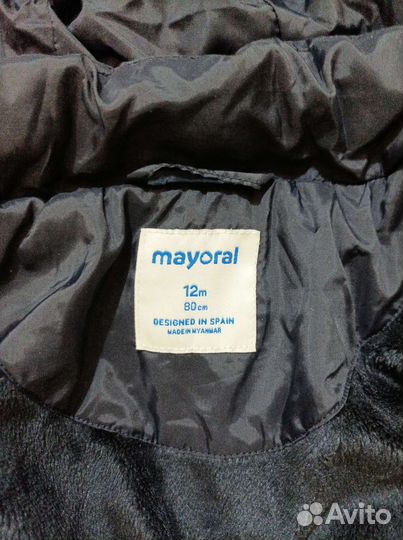 mayoral
12m
80cm
DESIGNED IN SPAIN
MADE IN MYANMAR
Avito